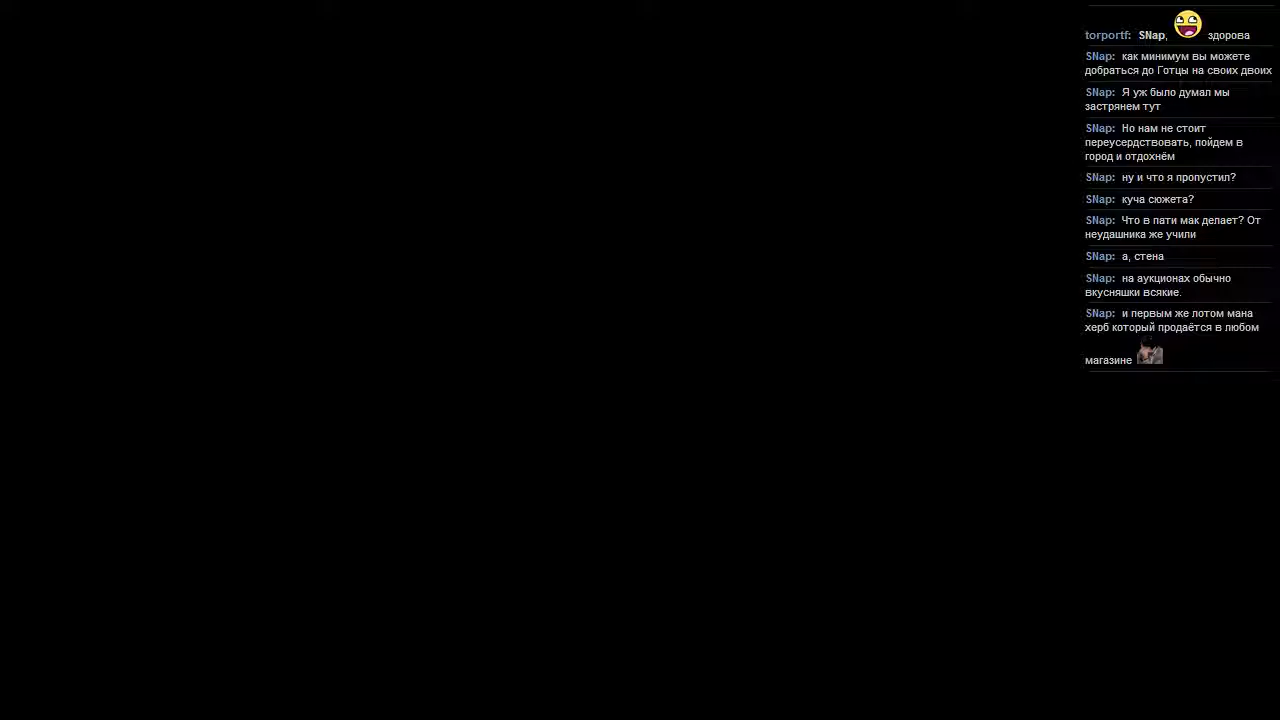 torportf: SNap, здорова
SNap: как минимум вы можете
добраться до Готцы на своих двоих
SNap: Я уж было думал мы
застрянем тут
SNap: Но нам не стоит
переусердствовать, пойдем в
город и отдохнём
SNap: ну и что я пропустил?
SNap: куча сюжета?
SNap: Что в пати мак делает? От
неудашника же учили
SNap: а, стена
SNap: на аукционах обычно
вкусняшки всякие.
SNap: и первым же лотом мана
херб который продаётся в любом
магазине